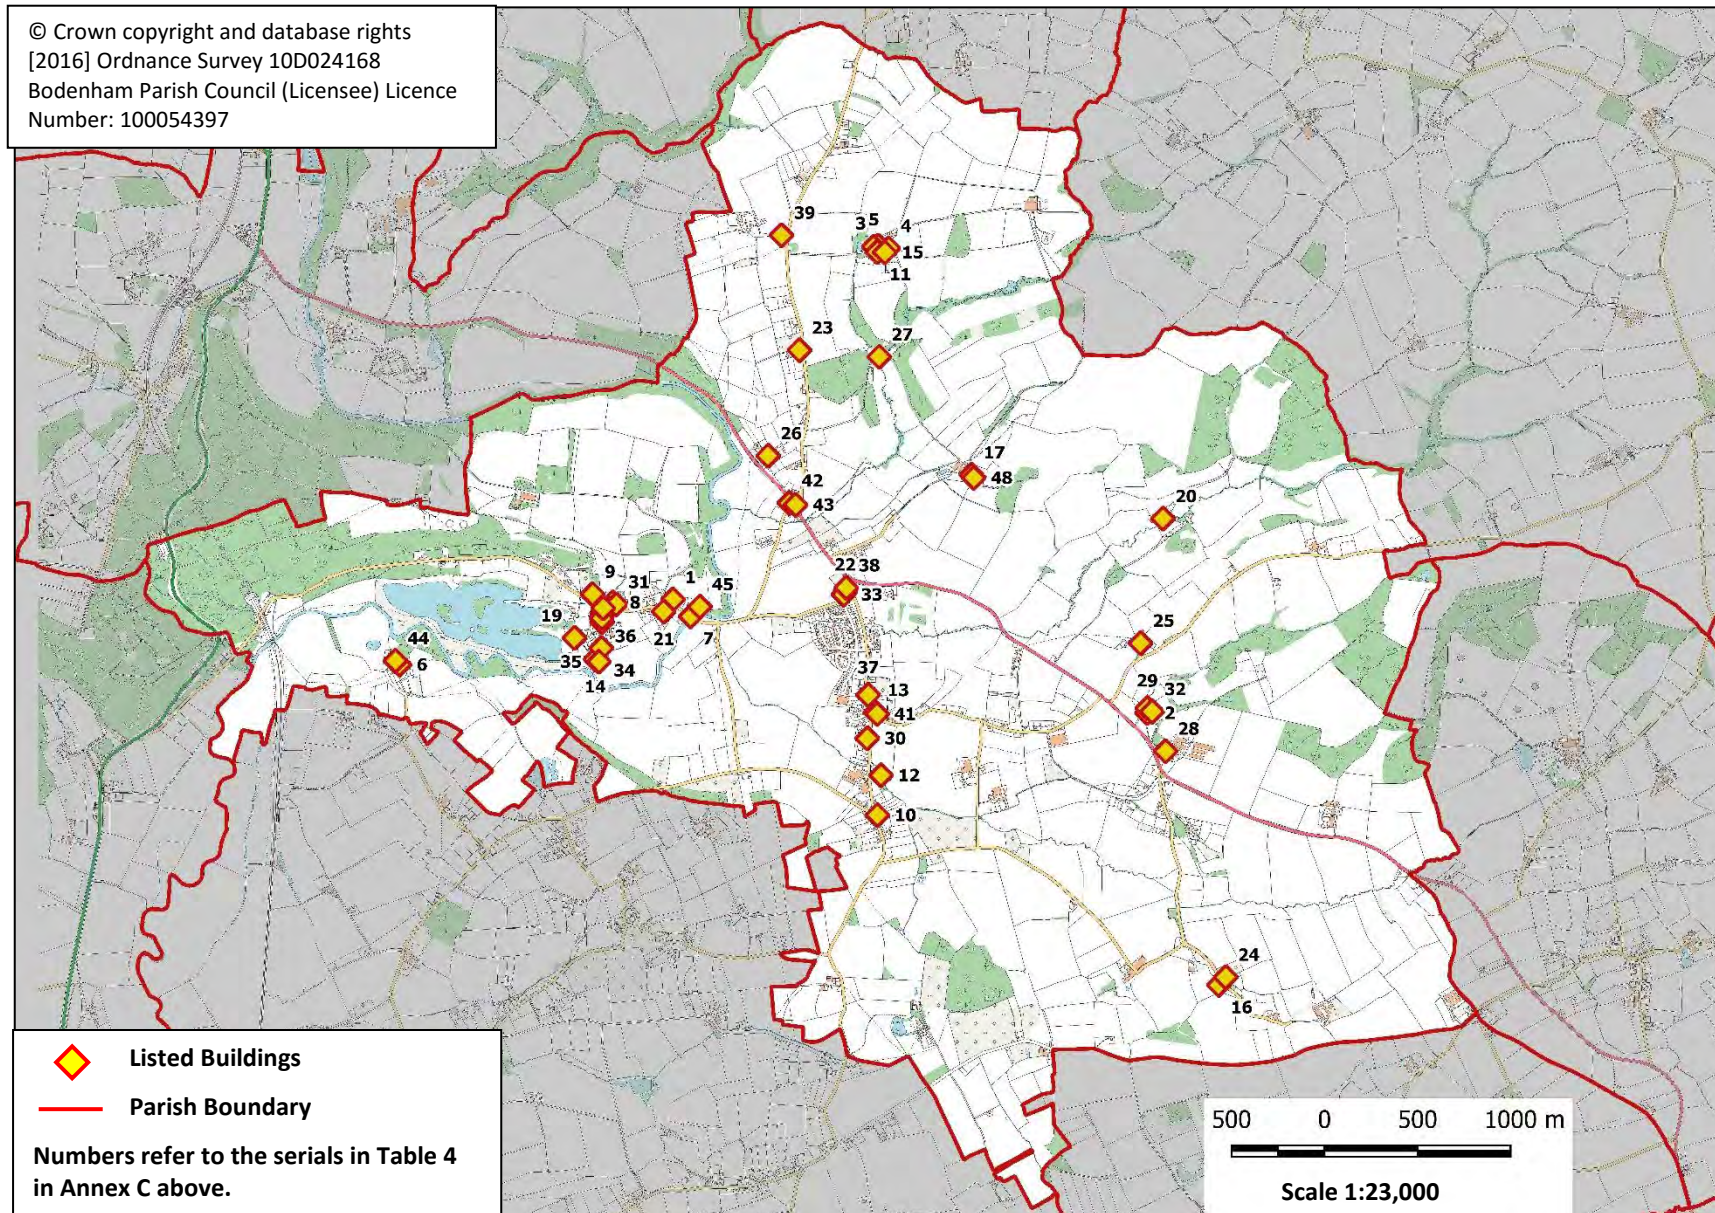 © Crown copyright and database rights
[2016] Ordnance Survey 10D024168
Bodenham Parish Council (Licensee) Licence
Number: 100054397
39
3 5 4
15
11
23
27
26
17
48
42
43
20
22 38
33
9 31 1 45
8
19
21 7
36
44
6
35 34
14
25
37
13
41
29 32
2
28
30
12
10
24
16
Listed Buildings
Parish Boundary
Numbers refer to the serials in Table 4
in Annex C above.
500 0 500 1000 m
Scale 1:23,000